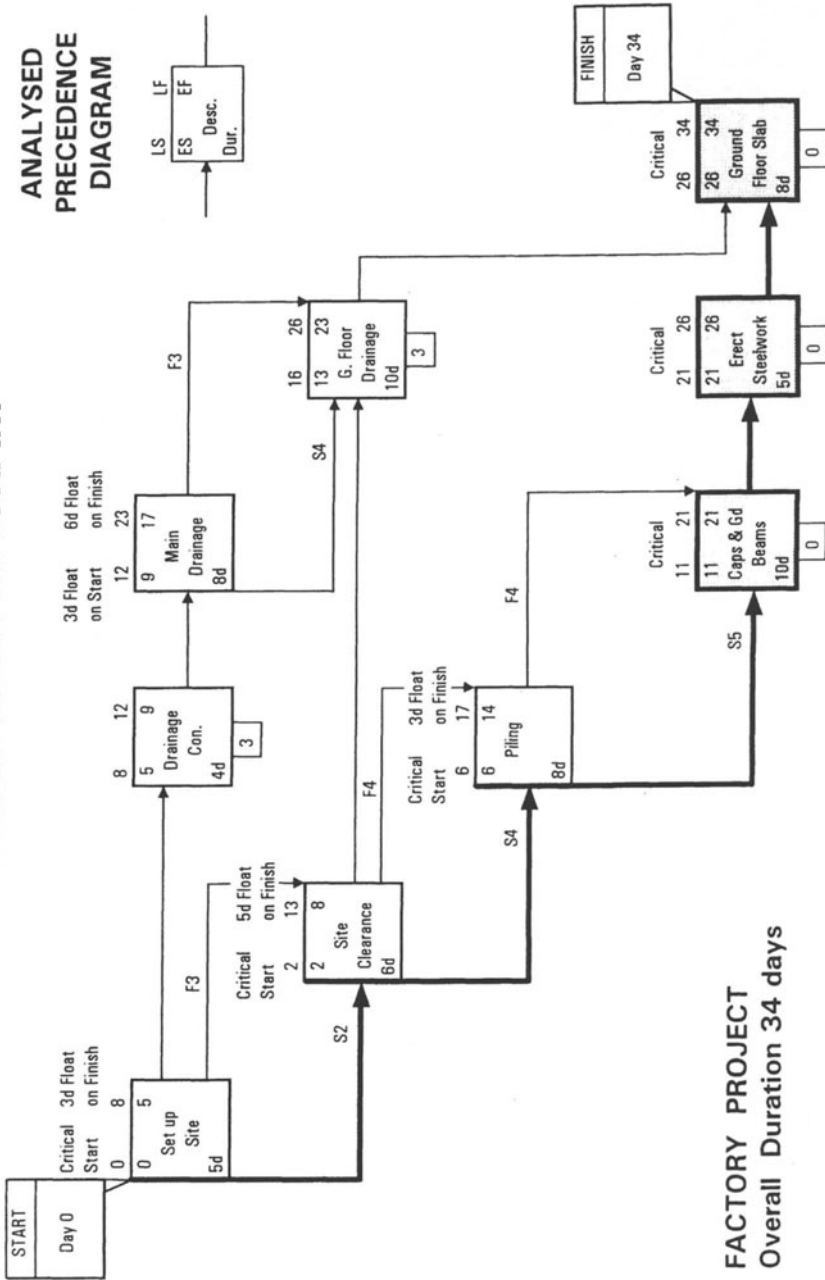 ANALYSED
PRECEDENCE
DIAGRAM
LS LF
ES EF
Desc.
Dur.
START
Day 0
Critical 3d Float
Start on Finish
0 8
0 5
Set up
Site
5d
F3
S2
8 12
5 9
Drainage
Con.
4d
3
3d Float 6d Float
on Start on Finish
12 23
9 17
Main
Drainage
8d
F3
S4
16 26
13 23
G. Floor
Drainage
10d
3
Critical 5d Float
Start on Finish
2 13
2 8
Site
Clearance
6d
F4
S4
Critical 3d Float
Start on Finish
6 17
6 14
Piling
8d
F4
S5
Critical
11 21
11 21
Caps & Gd
Beams
10d
0
Critical
21 26
21 26
Erect
Steelwork
5d
0
Critical
26 34
26 34
Ground
Floor Slab
8d
0
FINISH
Day 34
FACTORY PROJECT
Overall Duration 34 days